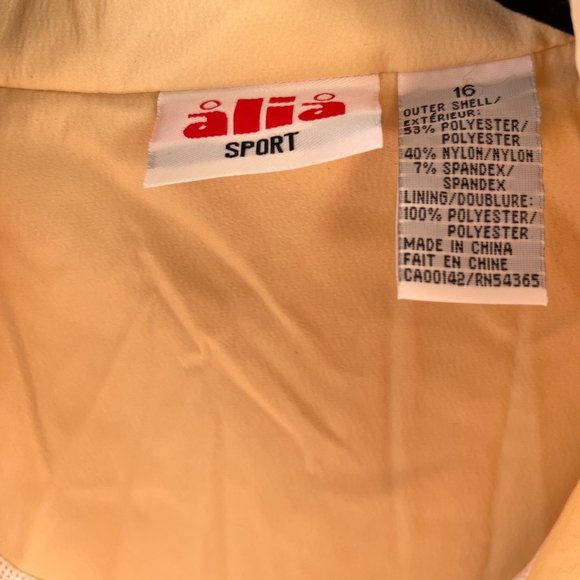 åliå
SPORT
16
OUTER SHELL/
EXTÉRIEUR:
53% POLYESTER/
POLYESTER
40% NYLON/NYLON
7% SPANDEX/
SPANDEX
LINING/DOUBLURE:
100% POLYESTER/
POLYESTER
MADE IN CHINA
FAIT EN CHINE
CA00142/RN54365